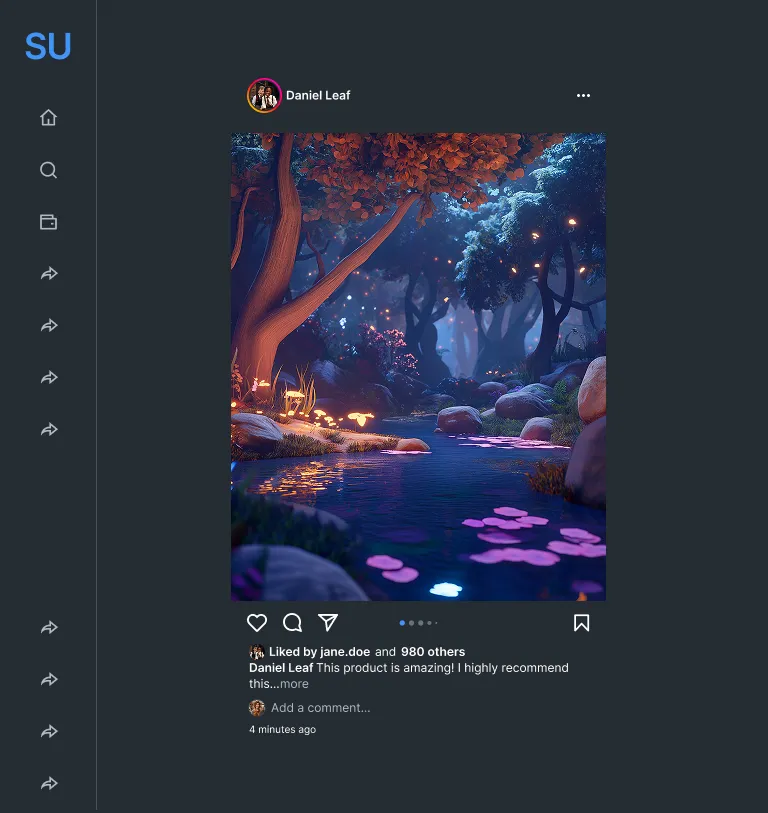 SU
Daniel Leaf
Liked by jane.doe and 980 others
Daniel Leaf This product is amazing! I highly recommend
this...more
Add a comment...
4 minutes ago